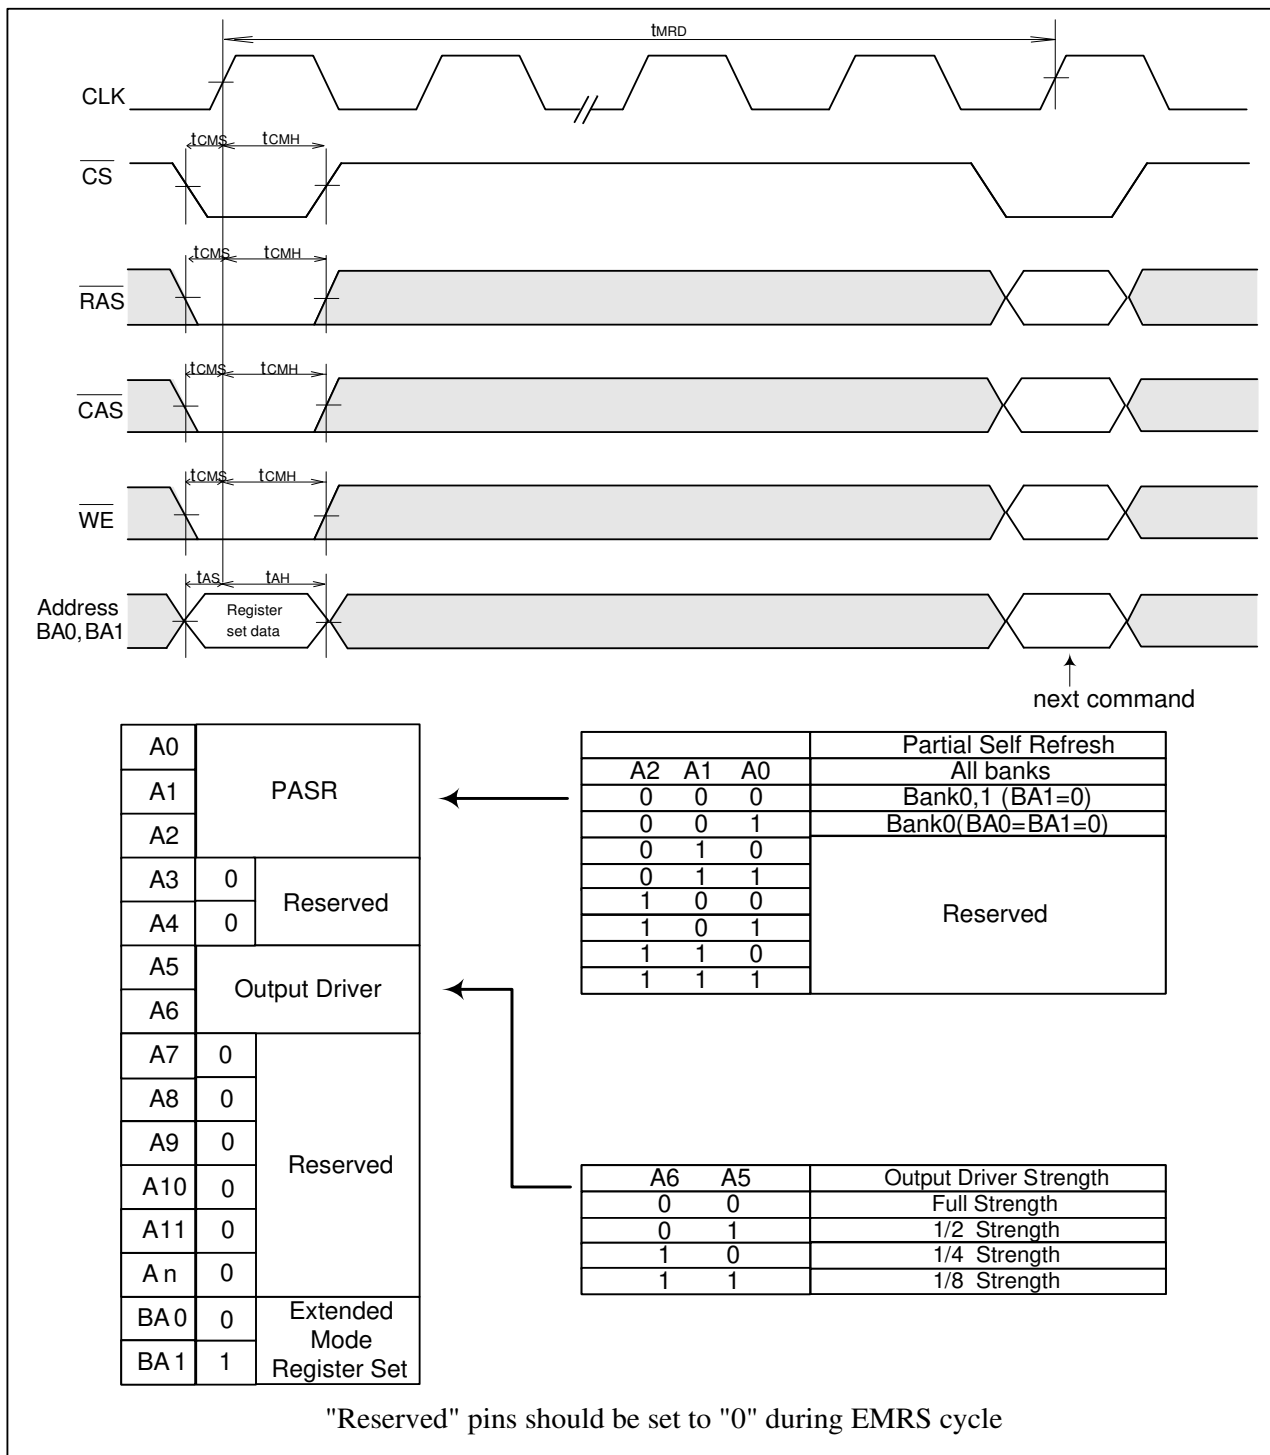 tMRD
CLK
tCMS tCMH
CS
tCMS tCMH
RAS
tCMS tCMH
CAS
tCMS tCMH
WE
tAS tAH
Address
BA0, BA1
Register
set data
next command
A0
A1
A2
PASR
A3 0
A4 0
Reserved
A5
A6
Output Driver
A7 0
A8 0
A9 0
A10 0
A11 0
An 0
Reserved
BA0 0
BA1 1
Extended
Mode
Register Set
Partial Self Refresh
A2 A1 A0 All banks
0 0 0 Bank0,1 (BA1=0)
0 0 1 Bank0(BA0=BA1=0)
0 1 0
0 1 1
1 0 0
1 0 1
1 1 0
1 1 1
Reserved
A6 A5 Output Driver Strength
0 0 Full Strength
0 1 1/2 Strength
1 0 1/4 Strength
1 1 1/8 Strength
"Reserved" pins should be set to "0" during EMRS cycle